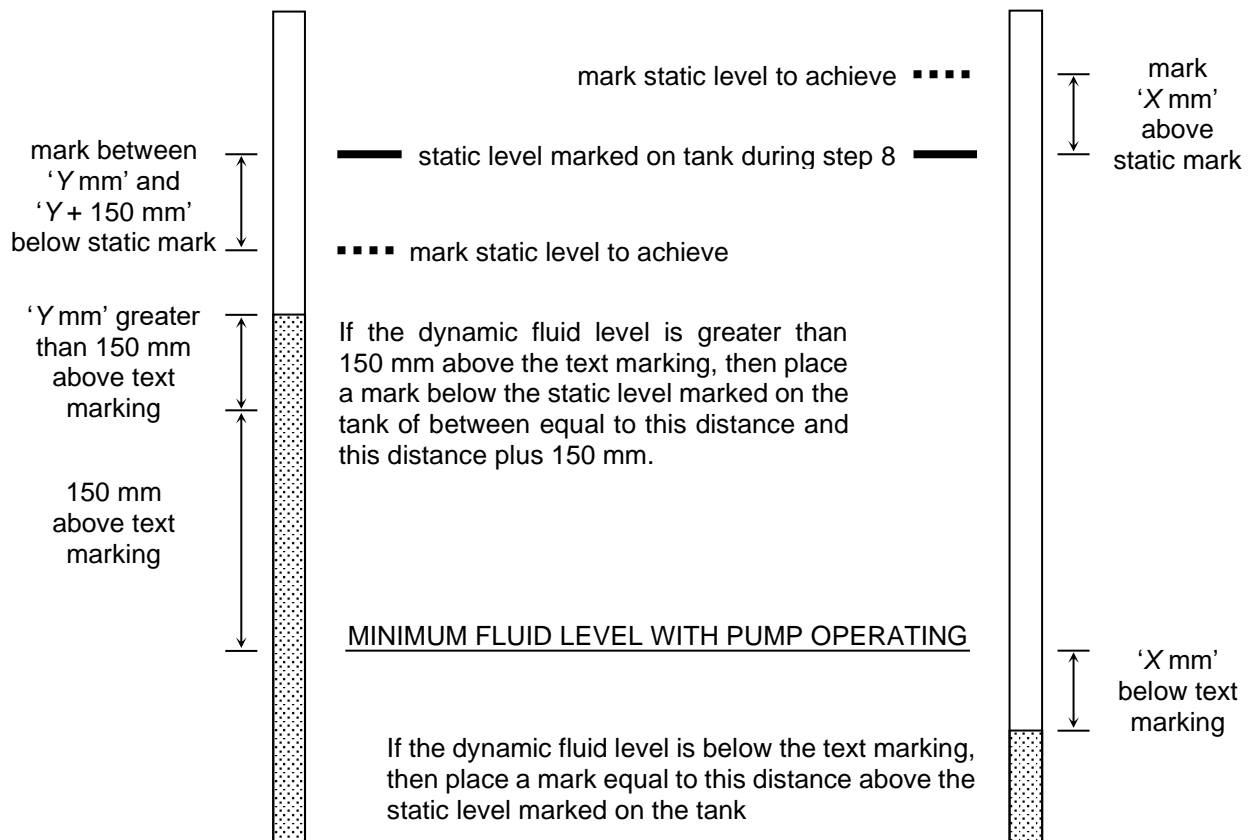 mark static level to achieve
mark
‘X mm’
above
static mark
mark between
‘Y mm’ and
‘Y + 150 mm’
below static mark
static level marked on tank during step 8
mark static level to achieve
‘Y mm’ greater
than 150 mm
above text
marking
If the dynamic fluid level is greater than
150 mm above the text marking, then place
a mark below the static level marked on the
tank of between equal to this distance and
this distance plus 150 mm.
150 mm
above text
marking
MINIMUM FLUID LEVEL WITH PUMP OPERATING
‘X mm’
below text
marking
If the dynamic fluid level is below the text marking,
then place a mark equal to this distance above the
static level marked on the tank